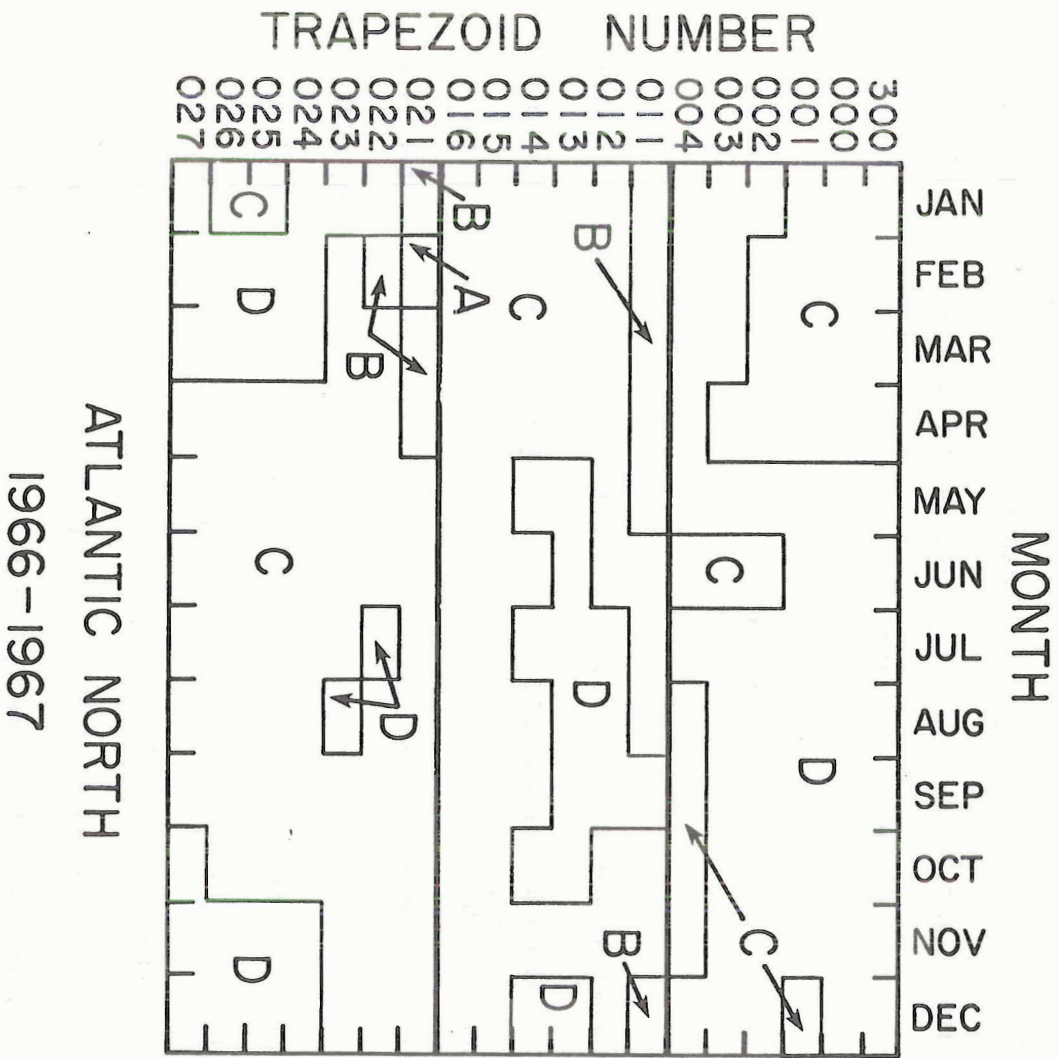 TRAPEZOID NUMBER
027
026
025
024
023
022
021
016
015
014
013
012
011
004
003
002
001
000
300
MONTH
JAN
FEB
MAR
APR
MAY
JUN
JUL
AUG
SEP
OCT
NOV
DEC
C
B
B
C
D
A
C
B
C
C
D
D
D
C
D
B
D
C
ATLANTIC NORTH
1966-1967